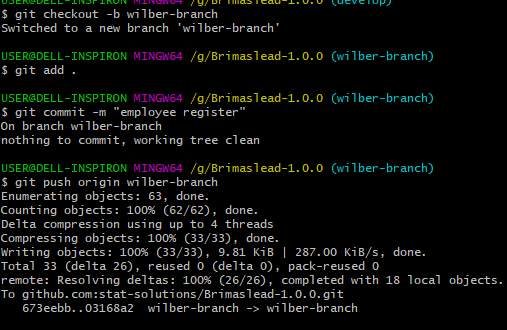 USER@DELL-INSPIRON MINGW64 /g/Brimaslead-1.0.0 (develop)
$ git checkout -b wilber-branch
Switched to a new branch 'wilber-branch'
USER@DELL-INSPIRON MINGW64 /g/Brimaslead-1.0.0 (wilber-branch)
$ git add .
USER@DELL-INSPIRON MINGW64 /g/Brimaslead-1.0.0 (wilber-branch)
$ git commit -m "employee register"
On branch wilber-branch
nothing to commit, working tree clean
USER@DELL-INSPIRON MINGW64 /g/Brimaslead-1.0.0 (wilber-branch)
$ git push origin wilber-branch
Enumerating objects: 63, done.
Counting objects: 100% (62/62), done.
Delta compression using up to 4 threads
Compressing objects: 100% (33/33), done.
Writing objects: 100% (33/33), 9.81 KiB | 287.00 KiB/s, done.
Total 33 (delta 26), reused 0 (delta 0), pack-reused 0
remote: Resolving deltas: 100% (26/26), completed with 18 local objects.
To github.com:stat-solutions/Brimaslead-1.0.0.git
   673eebb..03168a2  wilber-branch -> wilber-branch